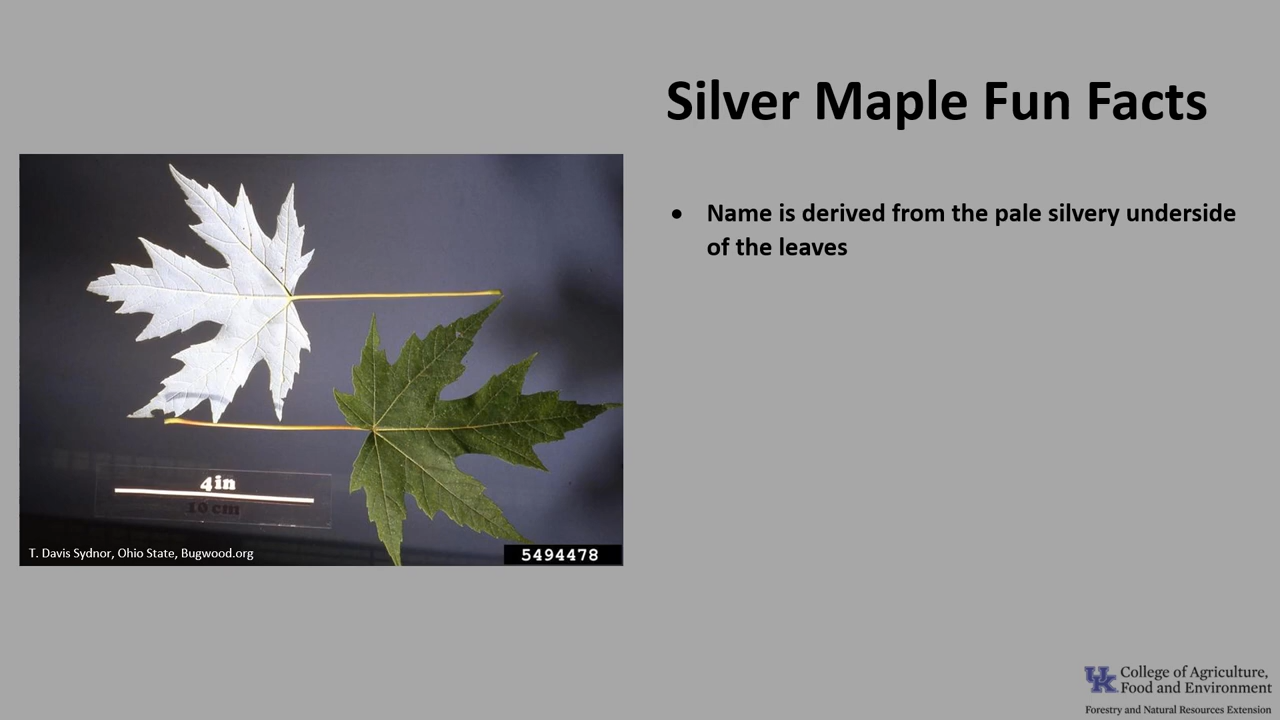 Silver Maple Fun Facts
• Name is derived from the pale silvery underside
of the leaves
4in
10 cm
T. Davis Sydnor, Ohio State, Bugwood.org
5494478
UK College of Agriculture,
Food and Environment
Forestry and Natural Resources Extension